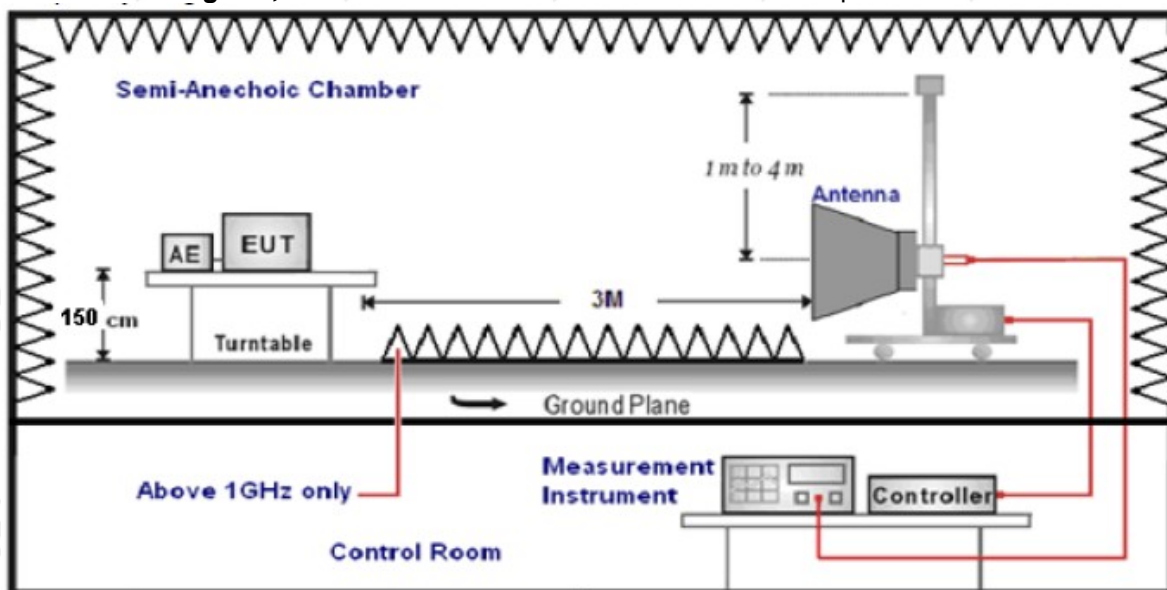 Semi-Anechoic Chamber
1 m to 4 m
Antenna
AE
EUT
150 cm
3M
Turntable
Ground Plane
Above 1GHz only
Measurement
Instrument
Controller
Control Room